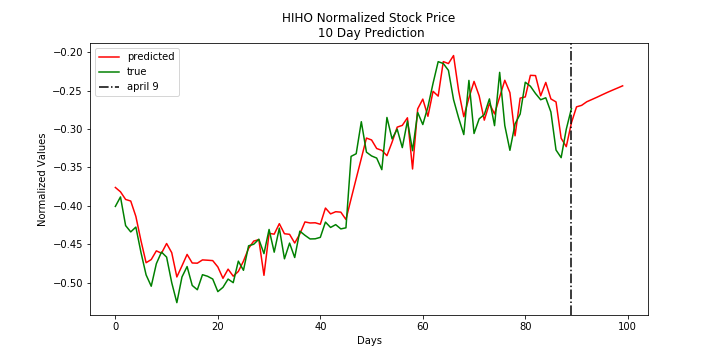 HIHO Normalized Stock Price
10 Day Prediction
predicted
true
april 9
Normalized Values
−0.20
−0.25
−0.30
−0.35
−0.40
−0.45
−0.50
0
20
40
60
80
100
Days